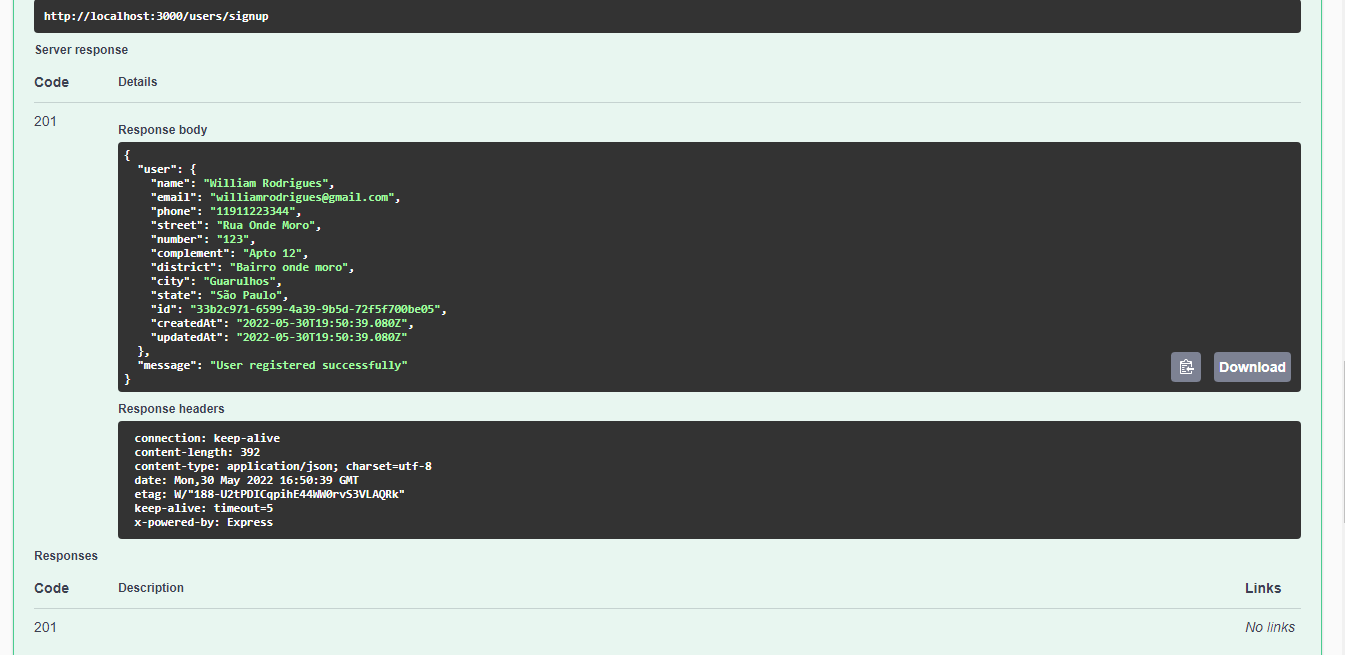 http://localhost:3000/users/signup
Server response
Code Details
201
Response body
{
"user": {
"name": "William Rodrigues",
"email": "williamrodrigues@gmail.com",
"phone": "11911223344",
"street": "Rua Onde Moro",
"number": "123",
"complement": "Apto 12",
"district": "Bairro onde moro",
"city": "Guarulhos",
"state": "São Paulo",
"id": "33b2c971-6599-4a39-9b5d-72f5f700be05",
"createdAt": "2022-05-30T19:50:39.080Z",
"updatedAt": "2022-05-30T19:50:39.080Z"
},
"message": "User registered successfully"
}
Download
Response headers
connection: keep-alive
content-length: 392
content-type: application/json; charset=utf-8
date: Mon,30 May 2022 16:50:39 GMT
etag: W/"188-U2tPDICqpihE44WW0rvS3VLAQRk"
keep-alive: timeout=5
x-powered-by: Express
Responses
Code Description Links
201 No links